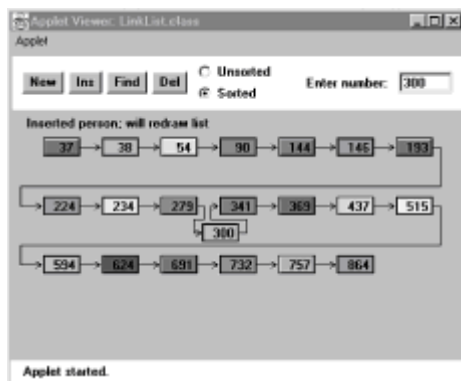 Applet Viewer: LinkList.class
Applet
New Ins Find Del Unsorted Sorted Enter number: 300
Inserted person; will redraw list
37 38 54 90 144 146 193
224 234 279 341 369 437 515
300
594 624 691 732 757 864
Applet started.